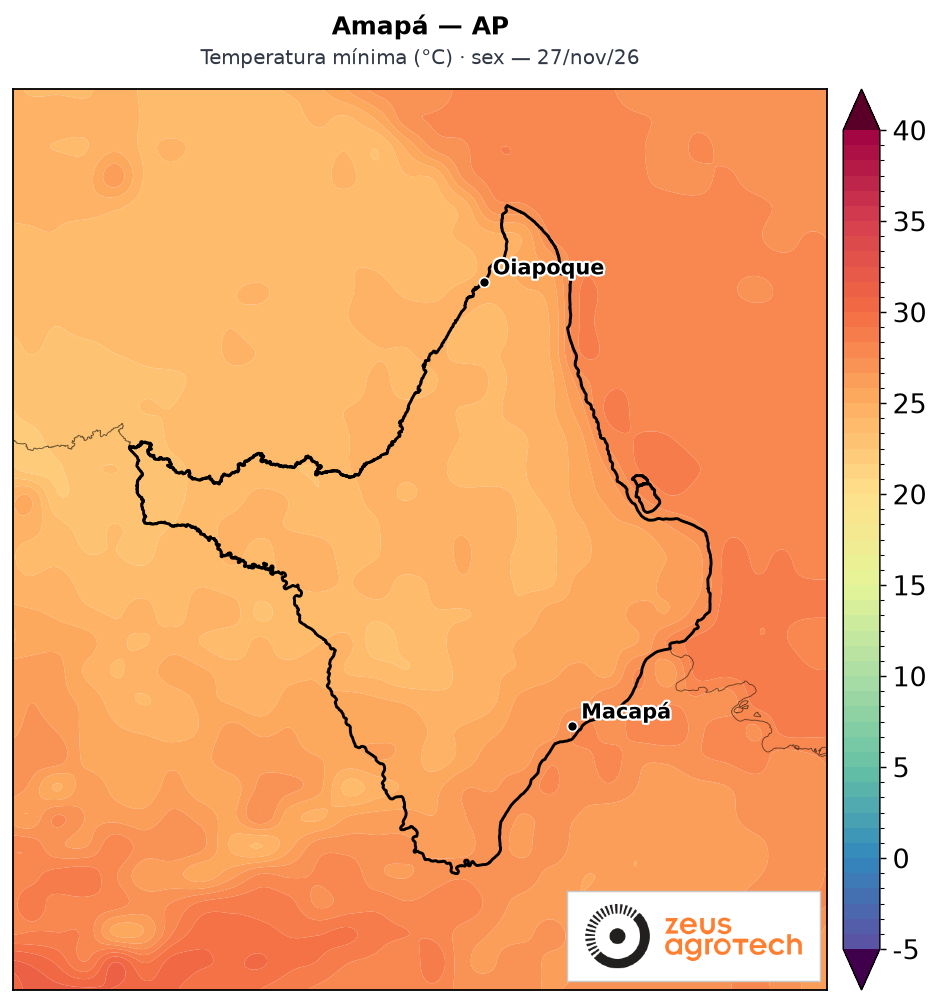 Amapá — AP
Temperatura mínima (°C) · sex — 27/nov/26
40
35
30
25
20
15
10
5
0
-5
Oiapoque
Macapá
zeus
agrotech